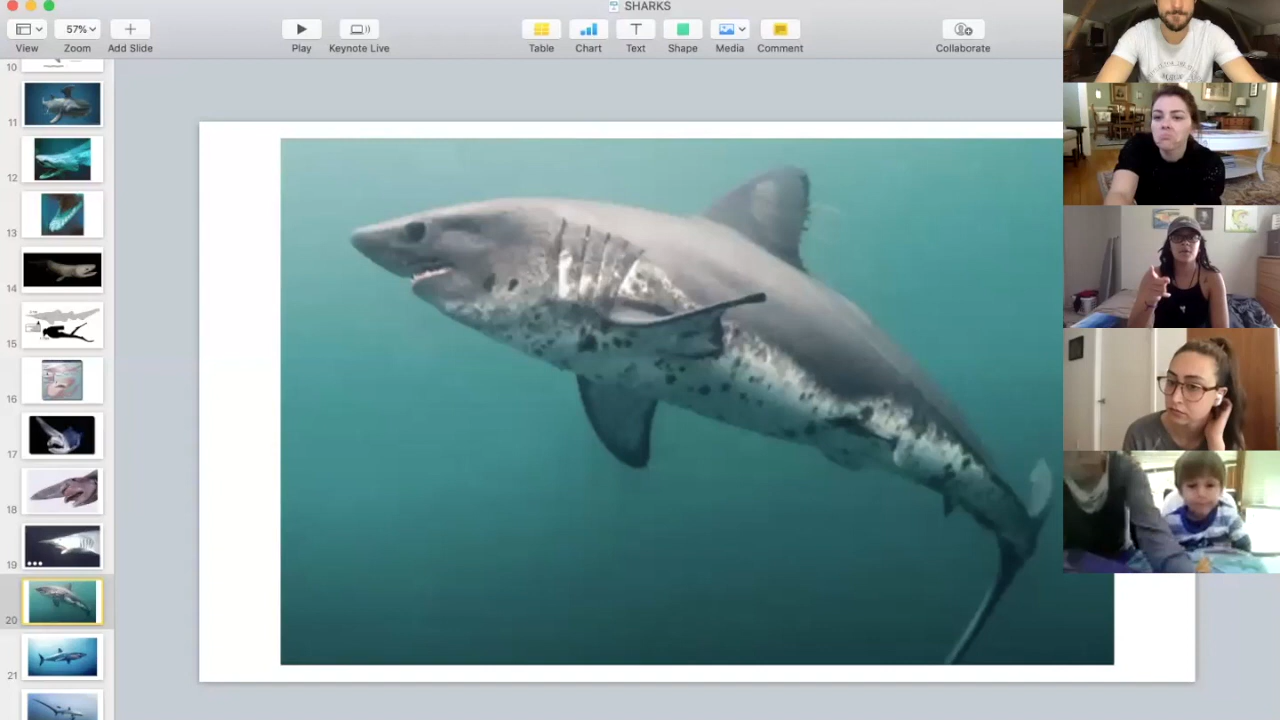 SHARKS
57%
View
Zoom
Add Slide
Play
Keynote Live
Table
Chart
Text
Shape
Media
Comment
Collaborate
10
11
12
13
14
15
16
17
18
19
20
21